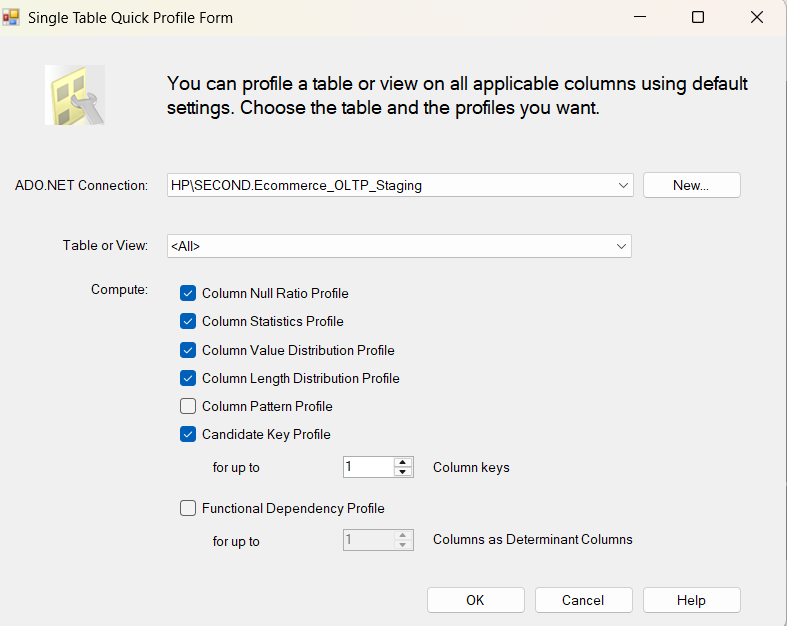 Single Table Quick Profile Form
You can profile a table or view on all applicable columns using default
settings. Choose the table and the profiles you want.
ADO.NET Connection: HP\SECOND.Ecommerce_OLTP_Staging New...
Table or View: <All>
Compute:
Column Null Ratio Profile
Column Statistics Profile
Column Value Distribution Profile
Column Length Distribution Profile
Column Pattern Profile
Candidate Key Profile
for up to 1 Column keys
Functional Dependency Profile
for up to 1 Columns as Determinant Columns
OK Cancel Help